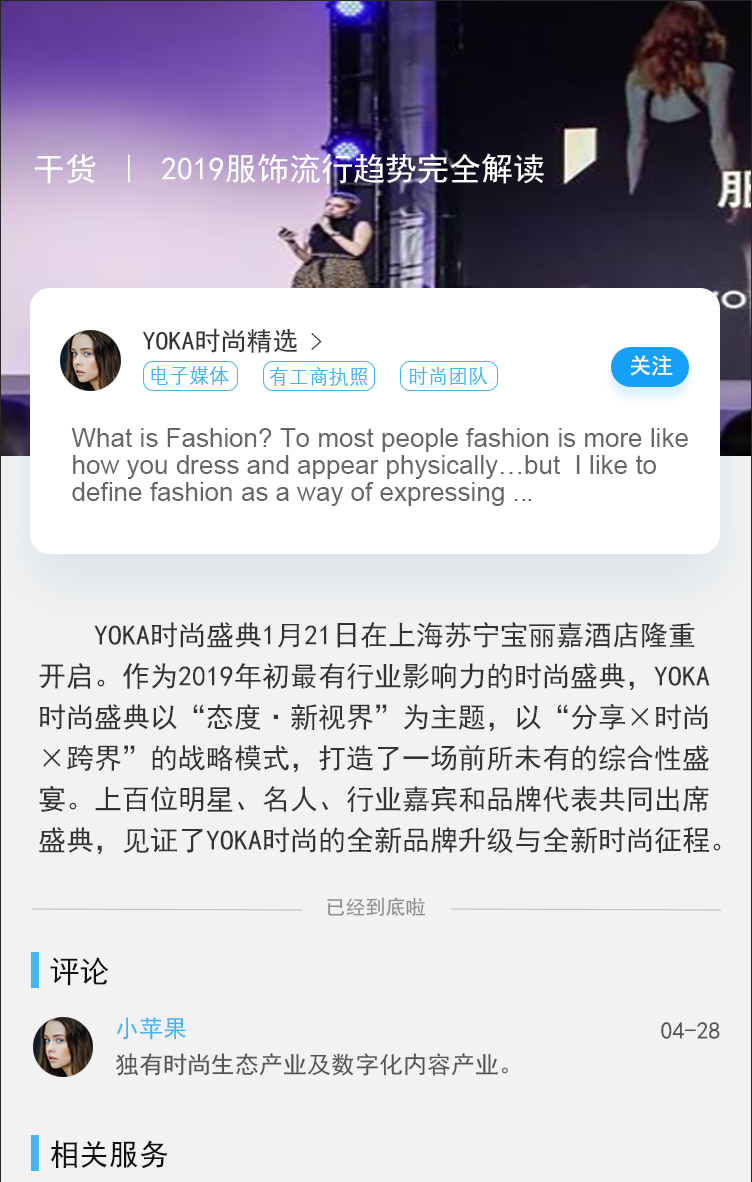 干货 | 2019服饰流行趋势完全解读
服
YOKA时尚精选 >
电子媒体 有工商执照 时尚团队
关注
What is Fashion? To most people fashion is more like
how you dress and appear physically…but I like to
define fashion as a way of expressing ...
YOKA时尚盛典1月21日在上海苏宁宝丽嘉酒店隆重
开启。作为2019年初最有行业影响力的时尚盛典，YOKA
时尚盛典以“态度·新视界”为主题，以“分享×时尚
×跨界”的战略模式，打造了一场前所未有的综合性盛
宴。上百位明星、名人、行业嘉宾和品牌代表共同出席
盛典，见证了YOKA时尚的全新品牌升级与全新时尚征程。
已经到底啦
评论
小苹果 04-28
独有时尚生态产业及数字化内容产业。
相关服务